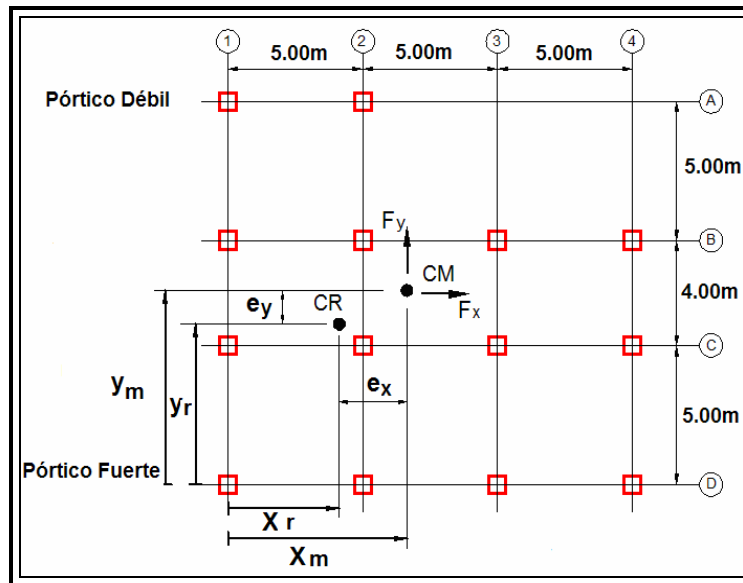 1 2 3 4
5.00m 5.00m 5.00m
Pórtico Débil
A
5.00m
Fy
B
CM
4.00m
ey
CR
Fx
C
ym
yr
ex
5.00m
Pórtico Fuerte
D
Xr
Xm